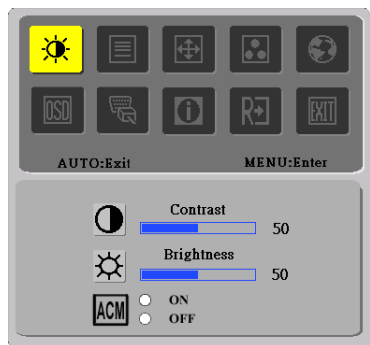 OSD R EXIT
AUTO:Exit MENU:Enter
Contrast
50
Brightness
50
ACM ON
OFF